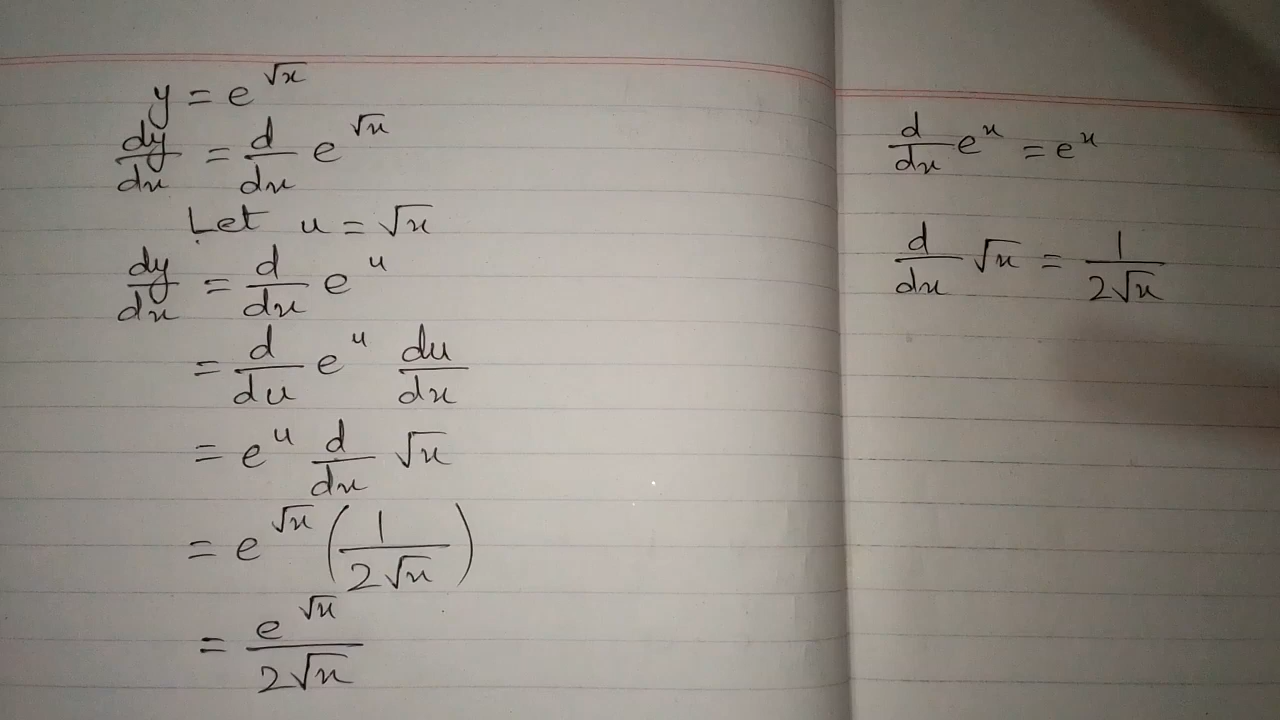 y = e^√x
dy/dx = d/dx e^√x
Let u = √x
dy/dx = d/dx e^u
= d/du e^u du/dx
= e^u d/dx √x
= e^√x (1/2√x)
= e^√x/2√x
d/dx e^x = e^x
d/dx √x = 1/2√x